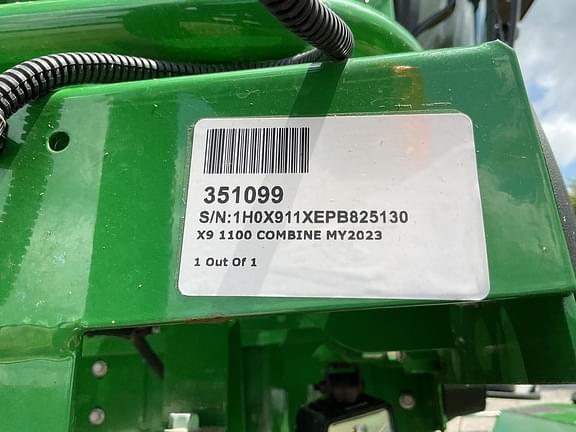 351099
S/N:1H0X911XEPB825130
X9 1100 COMBINE MY2023
1 Out Of 1